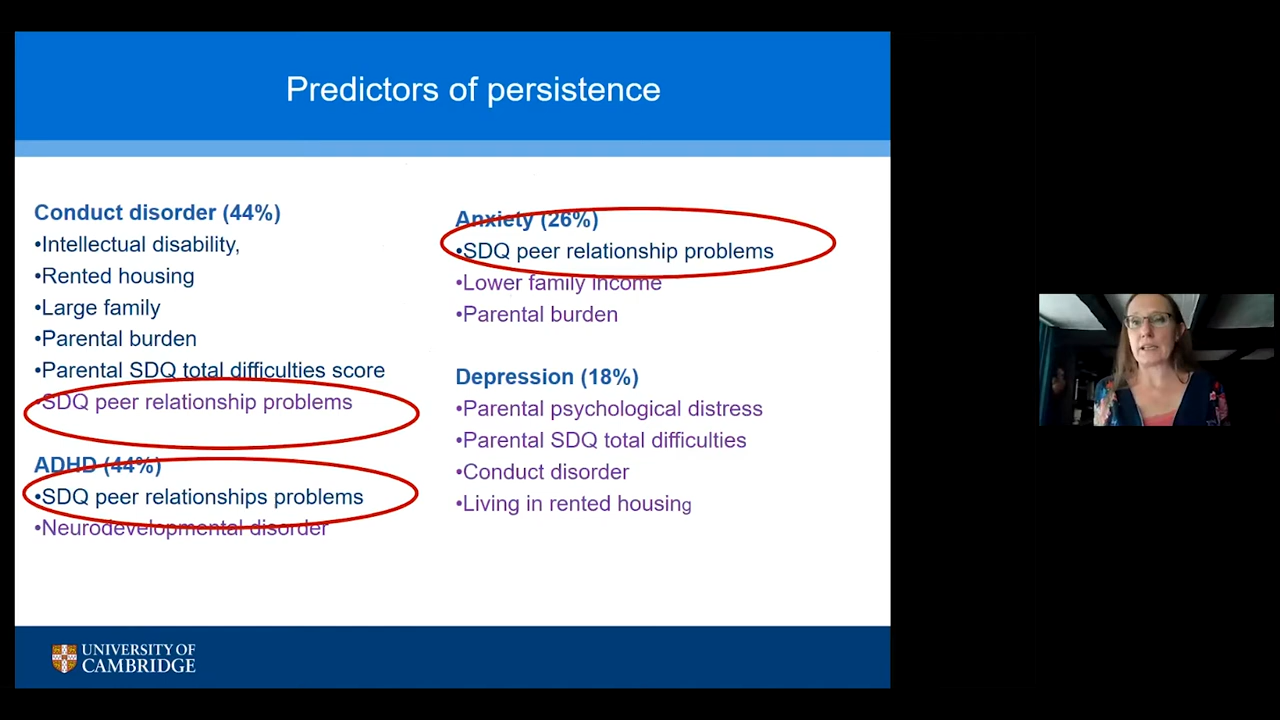 Predictors of persistence
Conduct disorder (44%)
•Intellectual disability,
•Rented housing
•Large family
•Parental burden
•Parental SDQ total difficulties score
•SDQ peer relationship problems
ADHD (44%)
•SDQ peer relationships problems
•Neurodevelopmental disorder
Anxiety (26%)
•SDQ peer relationship problems
•Lower family income
•Parental burden
Depression (18%)
•Parental psychological distress
•Parental SDQ total difficulties
•Conduct disorder
•Living in rented housing
UNIVERSITY OF
CAMBRIDGE